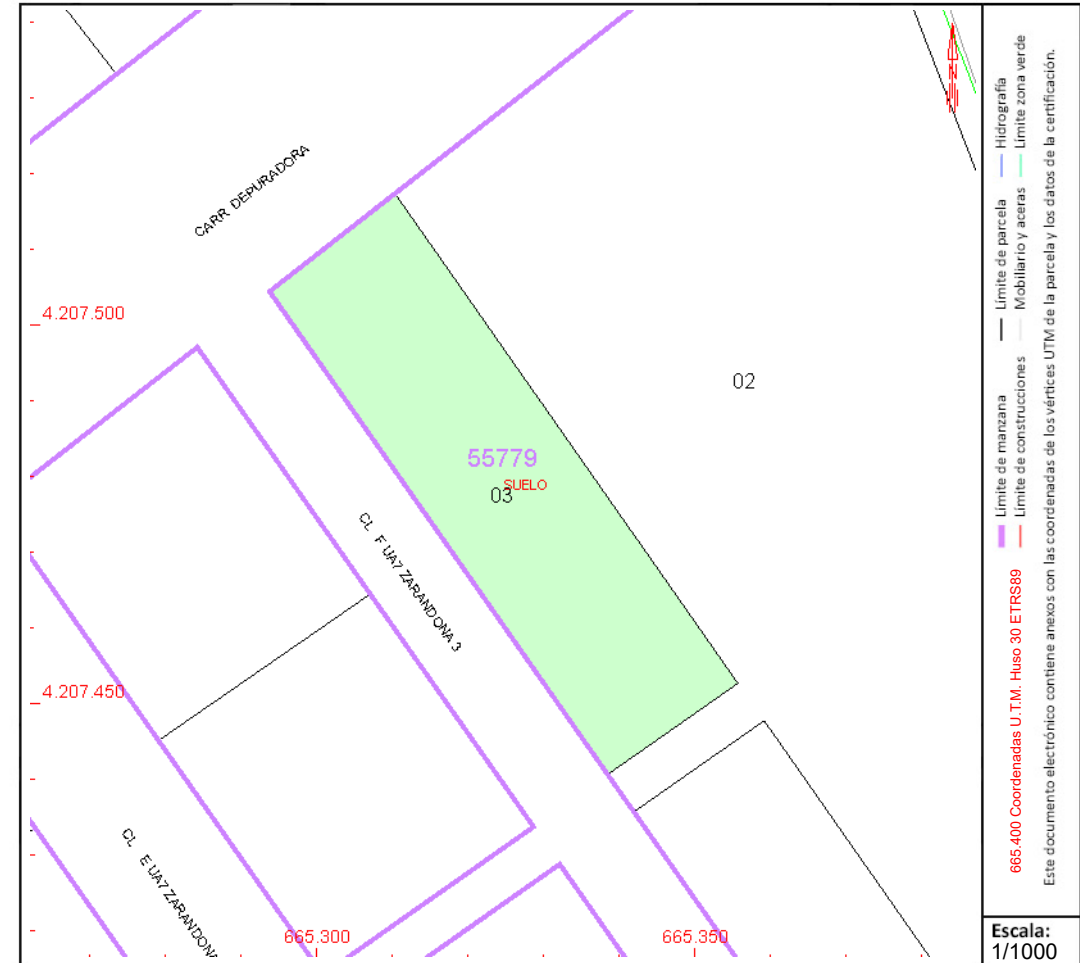 CARR DEPURADORA
4.207.500
02
55779
SUELO
03
CL F UA7 ZARANDONA 3
4.207.450
CL E UA7 ZARANDONA
665.300
665.350
N
Hidrografía
Límite zona verde
Límite de parcela
Mobiliario y aceras
Límite de manzana
Límite de construcciones
665.400 Coordenadas U.T.M. Huso 30 ETRS89
Este documento electrónico contiene anexos con las coordenadas de los vértices UTM de la parcela y los datos de la certificación.
Escala:
1/1000